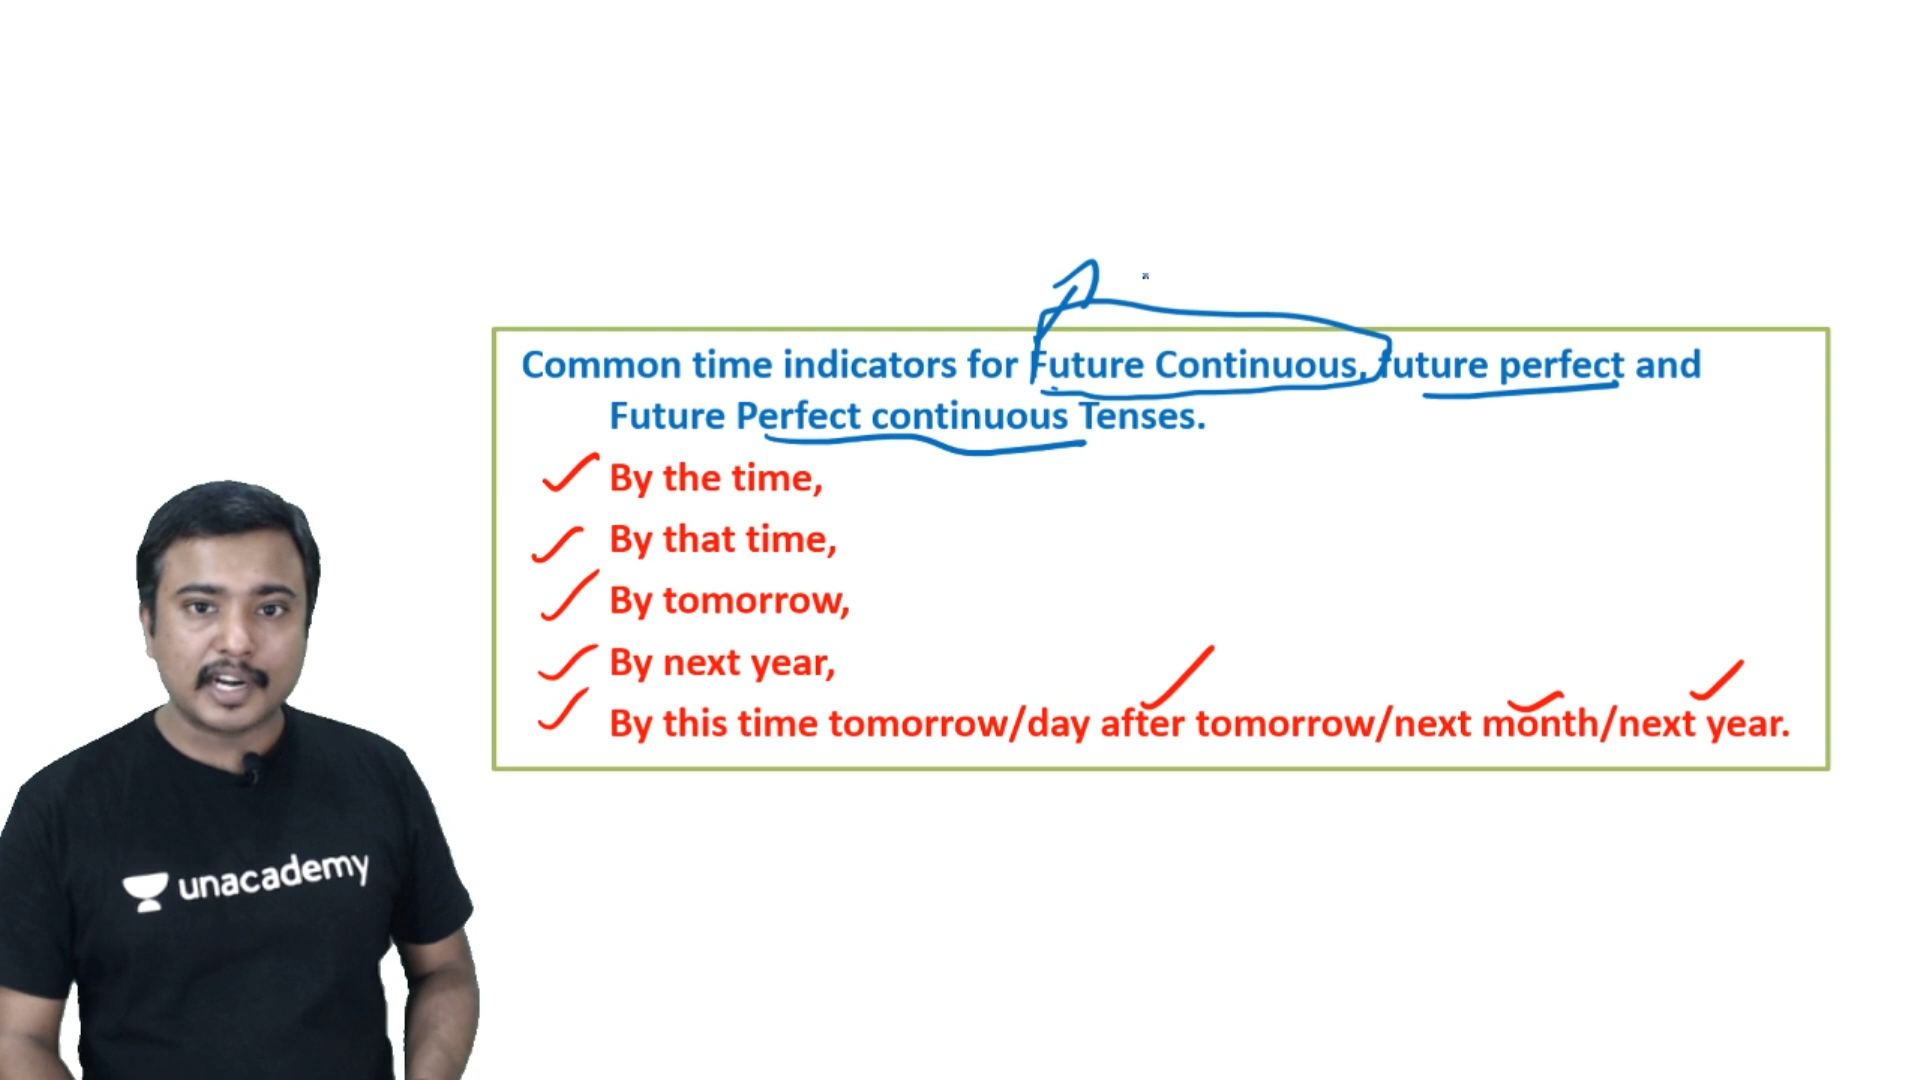 Common time indicators for Future Continuous, future perfect and
Future Perfect continuous Tenses.
By the time,
By that time,
By tomorrow,
By next year,
By this time tomorrow/day after tomorrow/next month/next year.
unacademy